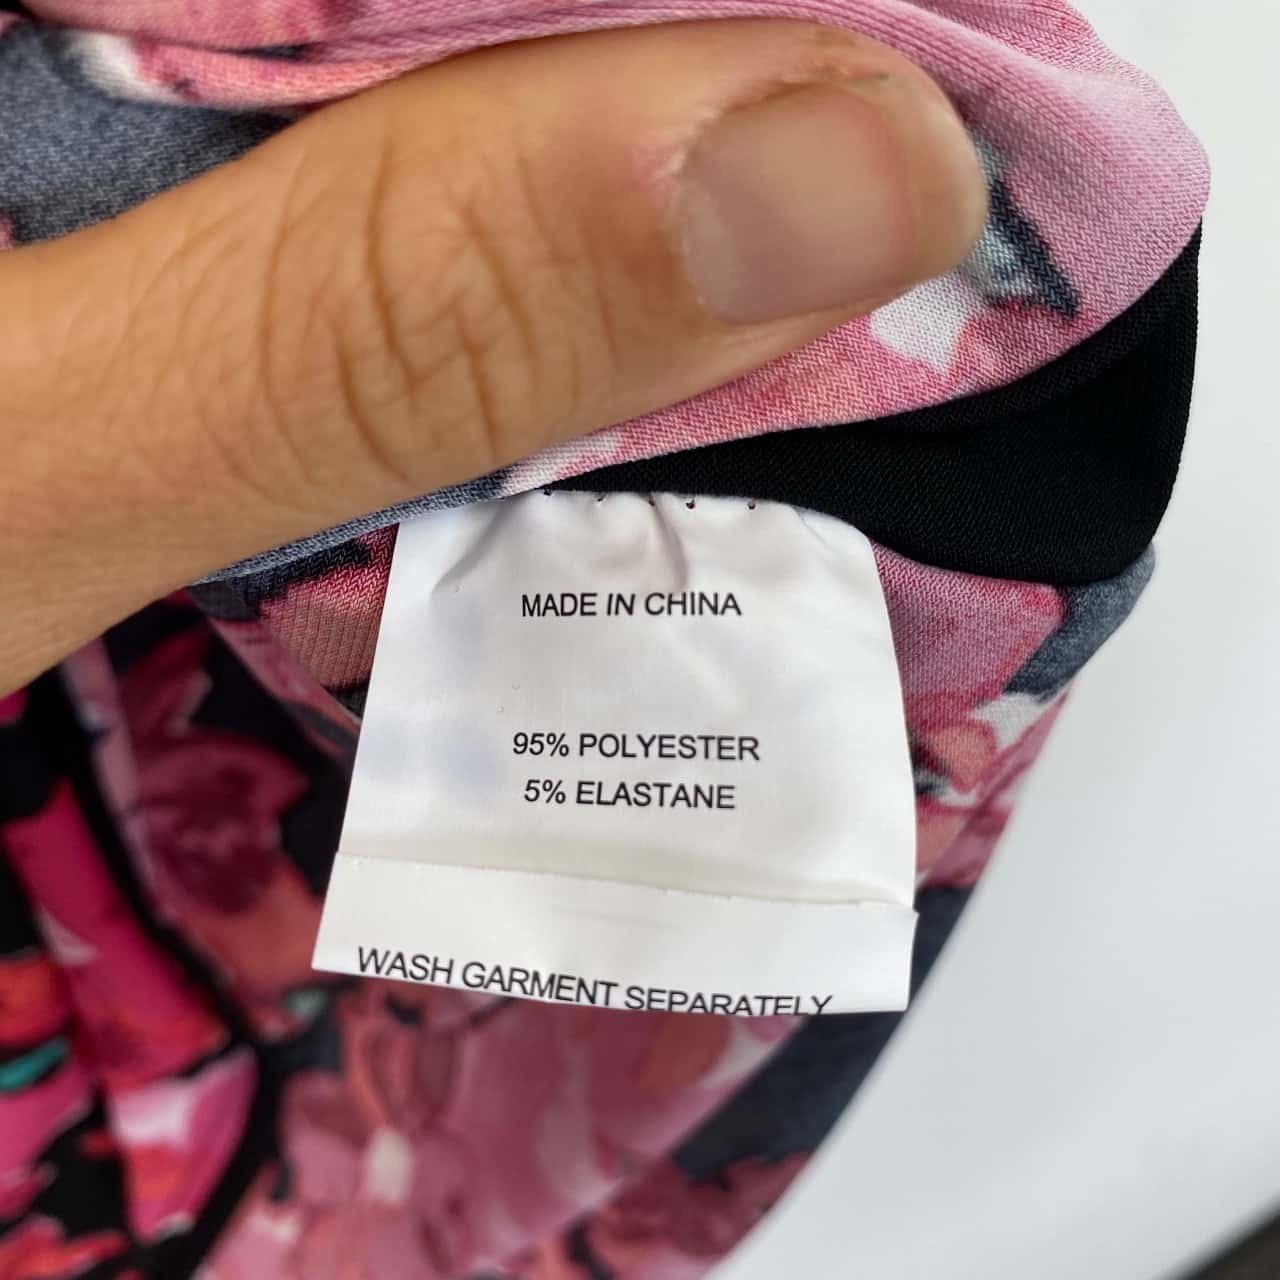 MADE IN CHINA
95% POLYESTER
5% ELASTANE
WASH GARMENT SEPARATELY